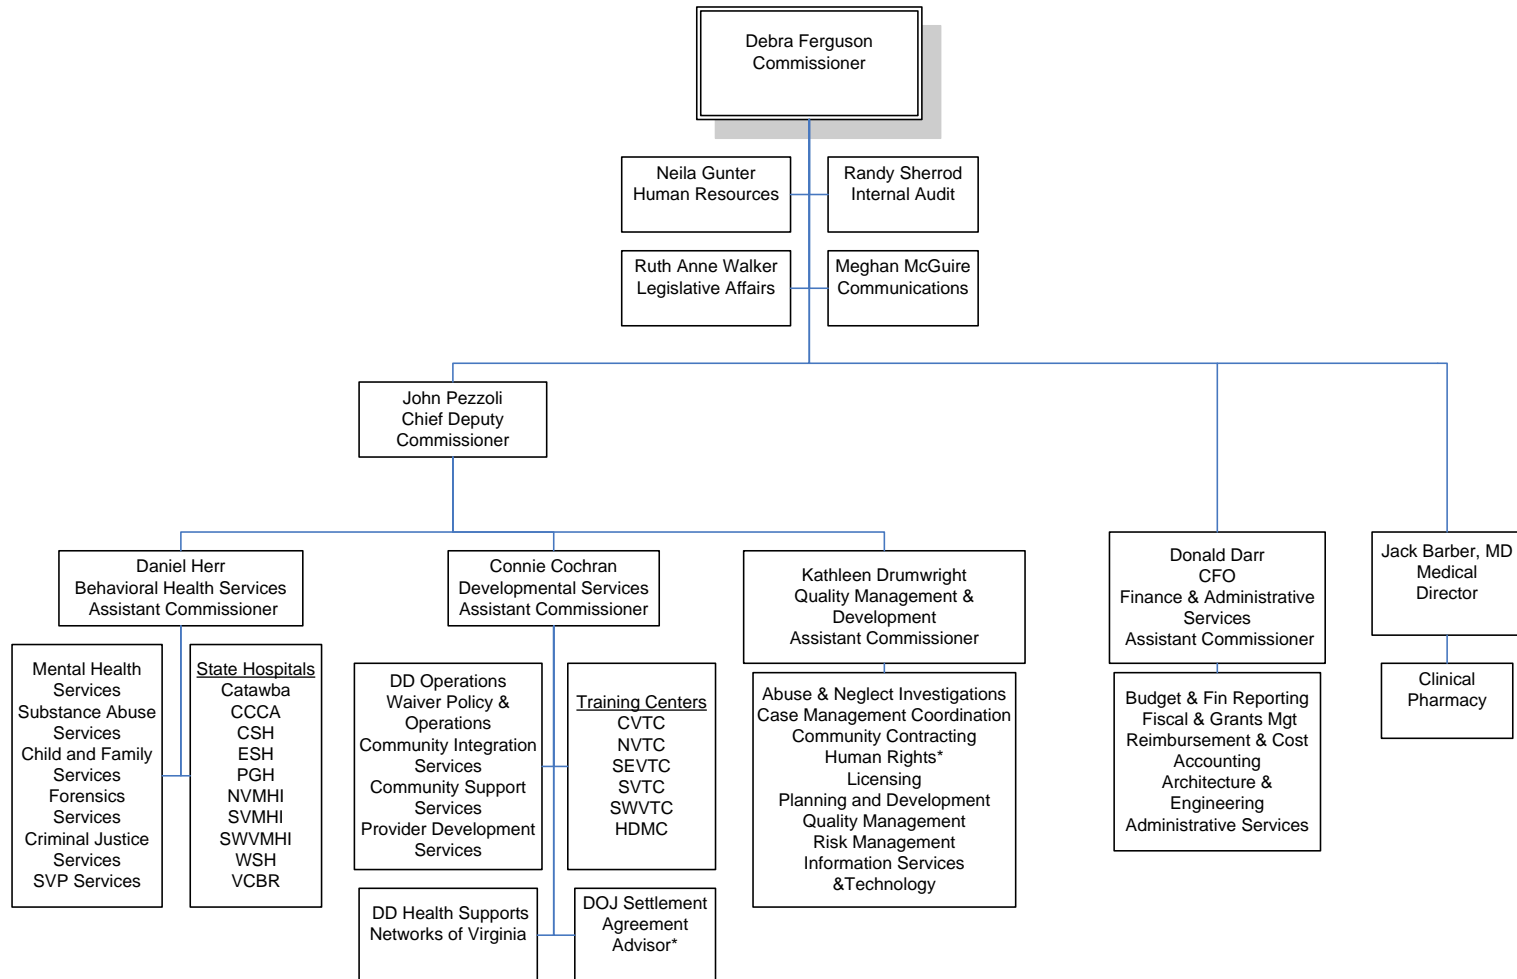 Debra Ferguson
Commissioner
Neila Gunter
Human Resources
Randy Sherrod
Internal Audit
Ruth Anne Walker
Legislative Affairs
Meghan McGuire
Communications
John Pezzoli
Chief Deputy
Commissioner
Daniel Herr
Behavioral Health Services
Assistant Commissioner
Connie Cochran
Developmental Services
Assistant Commissioner
Kathleen Drumwright
Quality Management &
Development
Assistant Commissioner
Donald Darr
CFO
Finance & Administrative
Services
Assistant Commissioner
Jack Barber, MD
Medical
Director
Mental Health
Services
Substance Abuse
Services
Child and Family
Services
Forensics
Services
Criminal Justice
Services
SVP Services
State Hospitals
Catawba
CCCA
CSH
ESH
PGH
NVMHI
SVMHI
SWVMHI
WSH
VCBR
DD Operations
Waiver Policy &
Operations
Community Integration
Services
Community Support
Services
Provider Development
Services
Training Centers
CVTC
NVTC
SEVTC
SVTC
SWVTC
HDMC
Abuse & Neglect Investigations
Case Management Coordination
Community Contracting
Human Rights*
Licensing
Planning and Development
Quality Management
Risk Management
Information Services
&Technology
Budget & Fin Reporting
Fiscal & Grants Mgt
Reimbursement & Cost
Accounting
Architecture &
Engineering
Administrative Services
Clinical
Pharmacy
DD Health Supports
Networks of Virginia
DOJ Settlement
Agreement
Advisor*